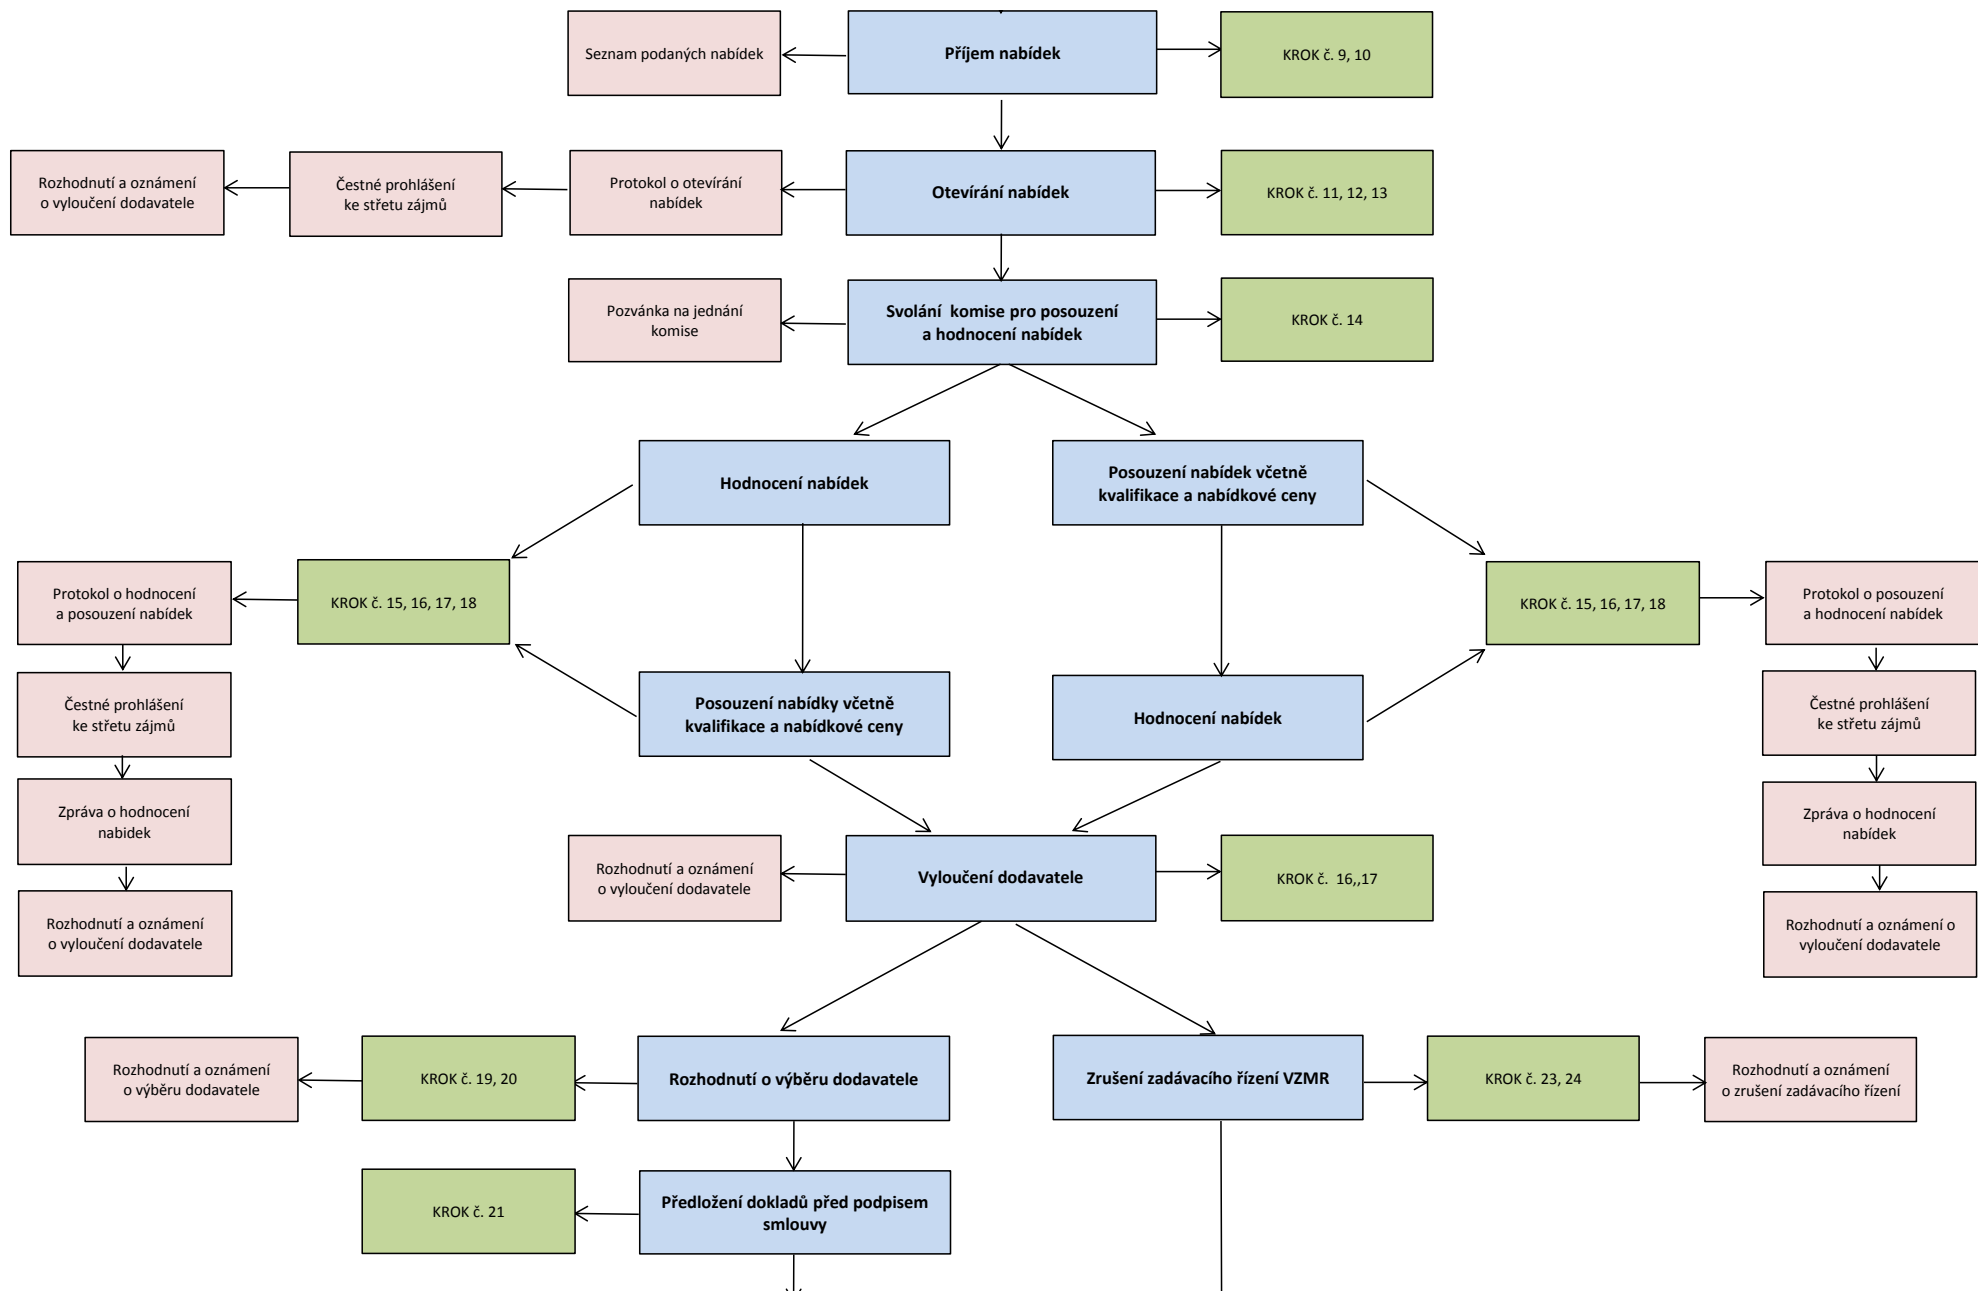 Seznam podaných nabídek
Příjem nabídek
KROK č. 9, 10
Rozhodnutí a oznámení
o vyloučení dodavatele
Čestné prohlášení
ke střetu zájmů
Protokol o otevírání
nabídek
Otevírání nabídek
KROK č. 11, 12, 13
Pozvánka na jednání
komise
Svolání komise pro posouzení
a hodnocení nabídek
KROK č. 14
Hodnocení nabídek
Posouzení nabídek včetně
kvalifikace a nabídkové ceny
Protokol o hodnocení
a posouzení nabídek
KROK č. 15, 16, 17, 18
KROK č. 15, 16, 17, 18
Protokol o posouzení
a hodnocení nabídek
Čestné prohlášení
ke střetu zájmů
Posouzení nabídky včetně
kvalifikace a nabídkové ceny
Hodnocení nabídek
Čestné prohlášení
ke střetu zájmů
Zpráva o hodnocení
nabidek
Zpráva o hodnocení
nabídek
Rozhodnutí a oznámení
o vyloučení dodavatele
Vyloučení dodavatele
KROK č. 16,,17
Rozhodnutí a oznámení
o vyloučení dodavatele
Rozhodnutí a oznámení o
vyloučení dodavatele
Rozhodnutí a oznámení
o výběru dodavatele
KROK č. 19, 20
Rozhodnutí o výběru dodavatele
Zrušení zadávacího řízení VZMR
KROK č. 23, 24
Rozhodnutí a oznámení
o zrušení zadávacího řízení
KROK č. 21
Předložení dokladů před podpisem
smlouvy